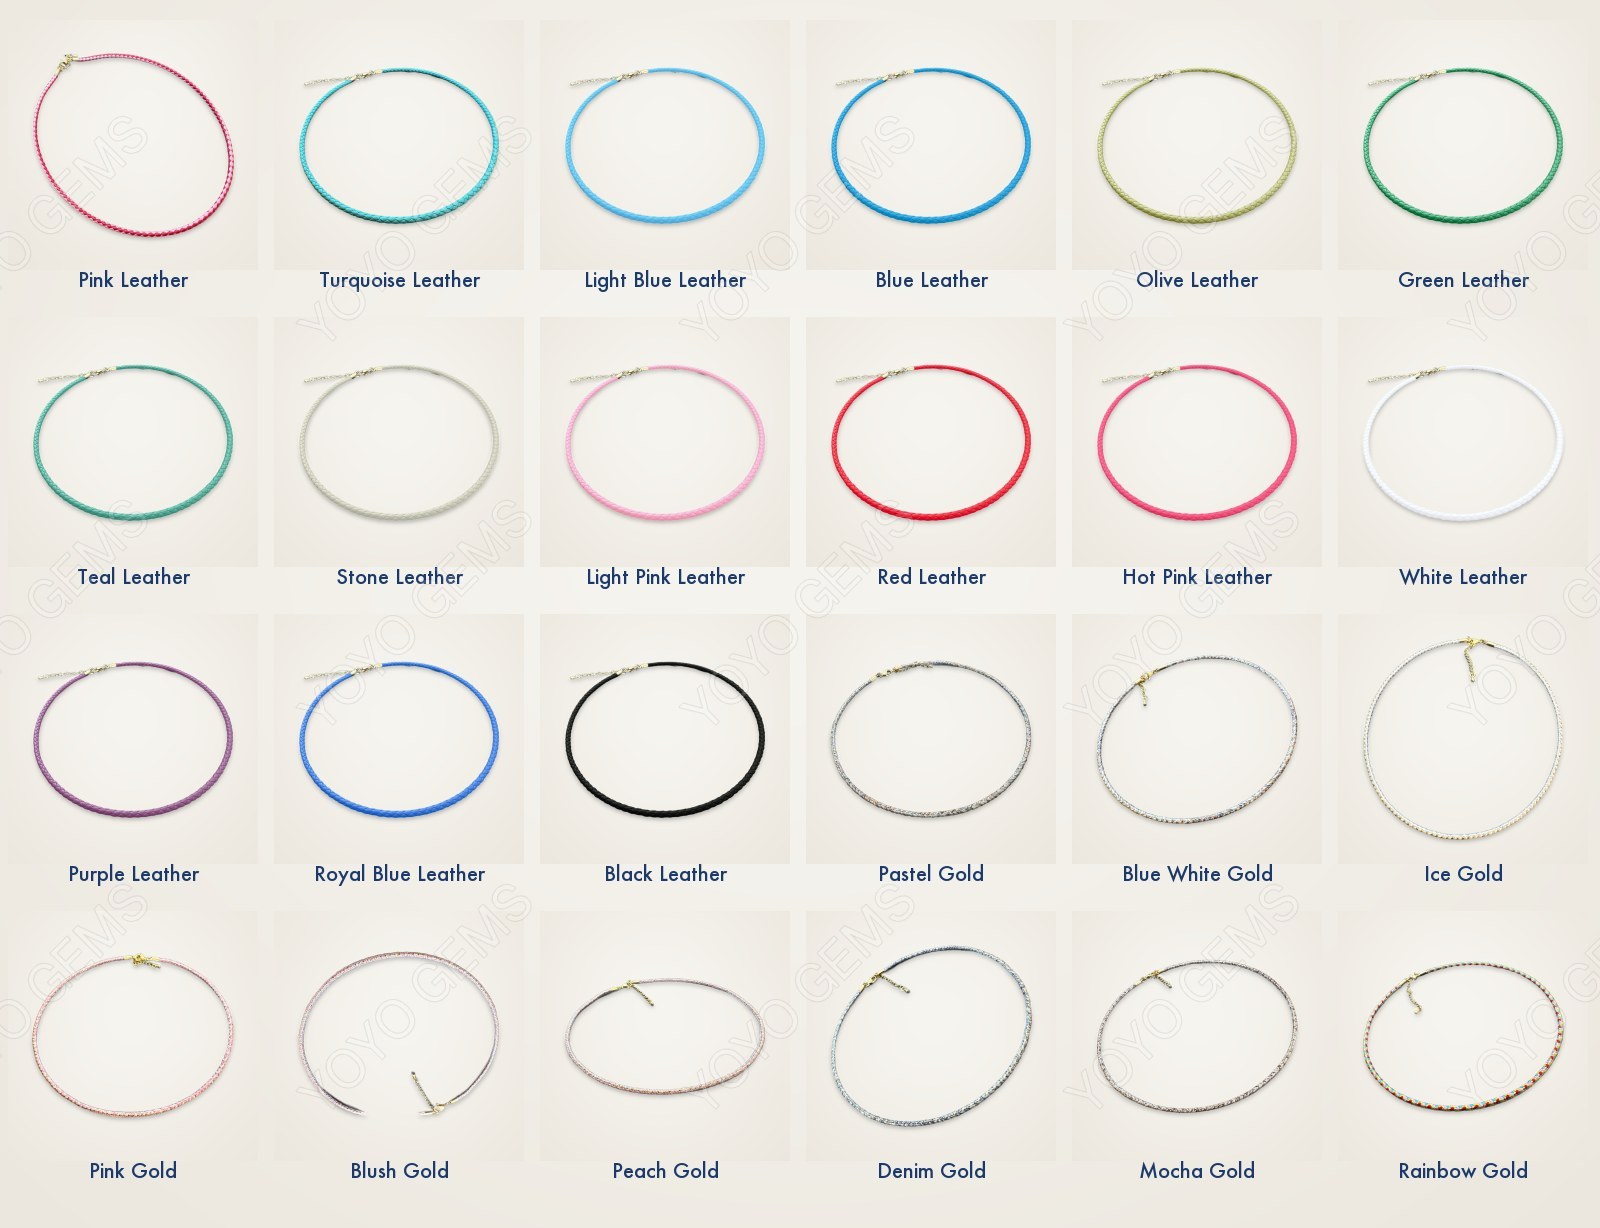 Pink Leather
Turquoise Leather
Light Blue Leather
Blue Leather
Olive Leather
Green Leather
Teal Leather
Stone Leather
Light Pink Leather
Red Leather
Hot Pink Leather
White Leather
Purple Leather
Royal Blue Leather
Black Leather
Pastel Gold
Blue White Gold
Ice Gold
Pink Gold
Blush Gold
Peach Gold
Denim Gold
Mocha Gold
Rainbow Gold
YOYO GEMS